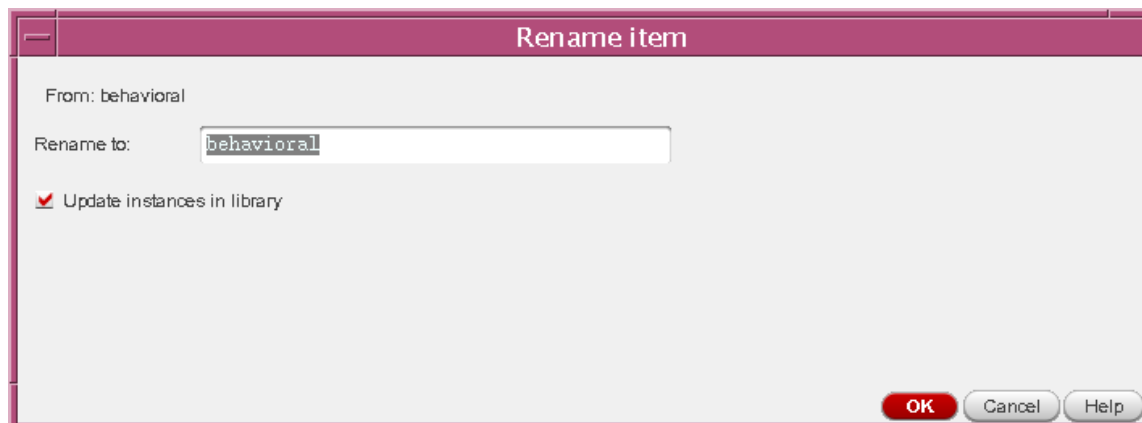 Rename item
From: behavioral
Rename to: behavioral
Update instances in library
OK Cancel Help